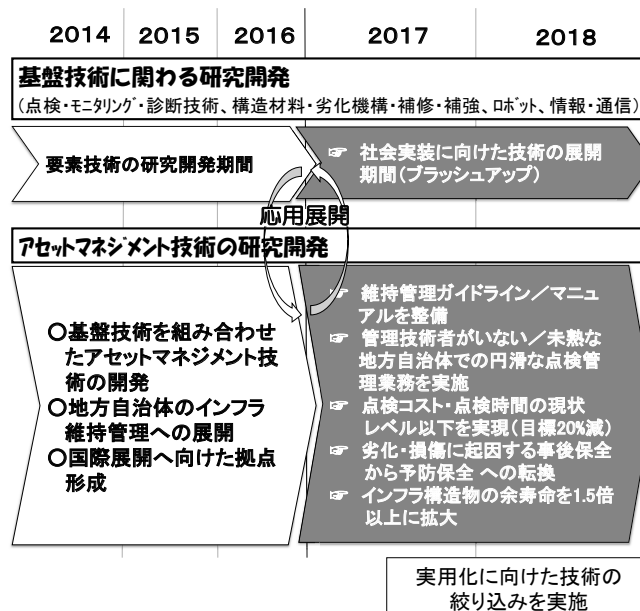 2014 2015 2016 2017 2018
基盤技術に関わる研究開発
(点検・モニタリング・診断技術、構造材料・劣化機構・補修・補強、ロボット、情報・通信)
要素技術の研究開発期間
☞ 社会実装に向けた技術の展開
期間(ブラッシュアップ)
応用展開
アセットマネジメント技術の研究開発
○基盤技術を組み合わせ
たアセットマネジメント技
術の開発
○地方自治体のインフラ
維持管理への展開
○国際展開へ向けた拠点
形成
☞ 維持管理ガイドライン/マニュ
アルを整備
☞ 管理技術者がいない/未熟な
地方自治体での円滑な点検管
理業務を実施
☞ 点検コスト・点検時間の現状
レベル以下を実現(目標20%減)
☞ 劣化・損傷に起因する事後保全
から予防保全 への転換
☞ インフラ構造物の余寿命を1.5倍
以上に拡大
実用化に向けた技術の
絞り込みを実施